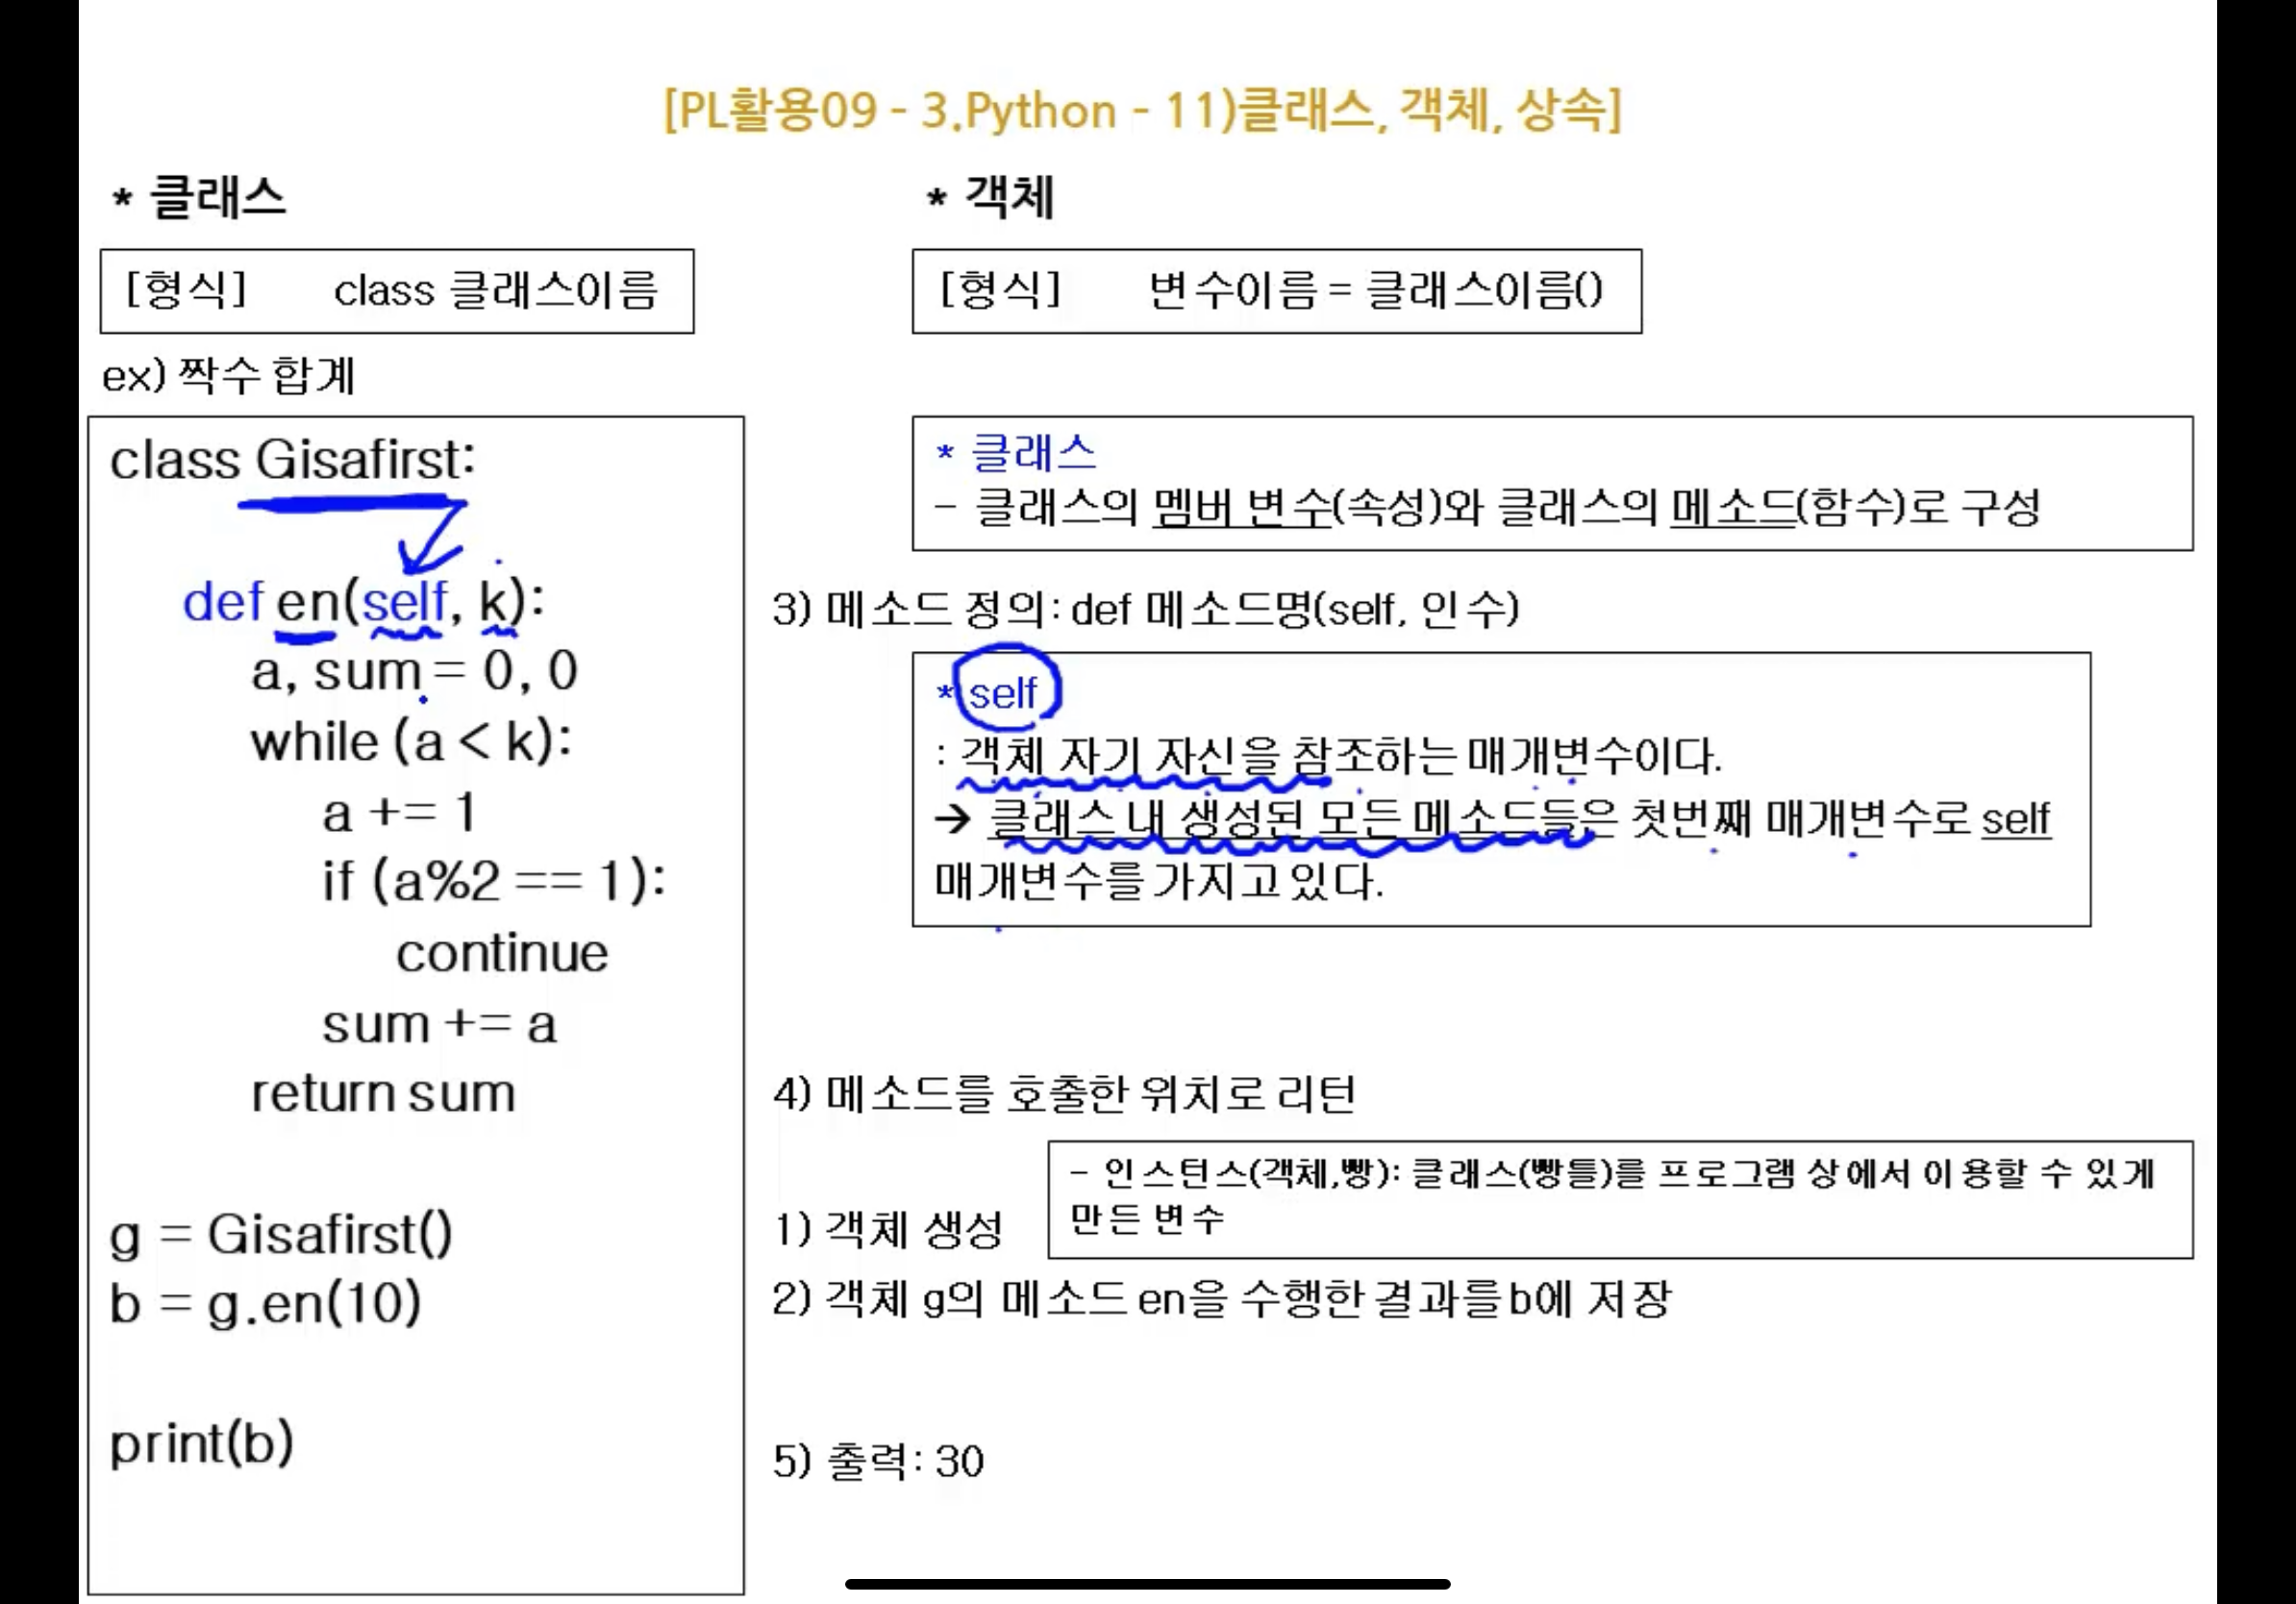 [PL활용09 - 3.Python - 11)클래스, 객체, 상속]
* 클래스
[형식] class 클래스이름
ex) 짝수 합계
class Gisafirst:
def en(self, k):
a, sum = 0, 0
while (a < k):
a += 1
if (a%2 == 1):
continue
sum += a
return sum
g = Gisafirst()
b = g.en(10)
print(b)
* 객체
[형식] 변수이름 = 클래스이름()
* 클래스
- 클래스의 멤버 변수(속성)와 클래스의 메소드(함수)로 구성
3) 메소드 정의: def 메소드명(self, 인수)
* self
: 객체 자기 자신을 참조하는 매개변수이다.
→ 클래스 내 생성된 모든 메소드들은 첫번째 매개변수로 self
매개변수를 가지고 있다.
4) 메소드를 호출한 위치로 리턴
- 인스턴스(객체,빵): 클래스(빵틀)를 프로그램 상에서 이용할 수 있게
만든 변수
1) 객체 생성
2) 객체 g의 메소드 en을 수행한 결과를 b에 저장
5) 출력: 30